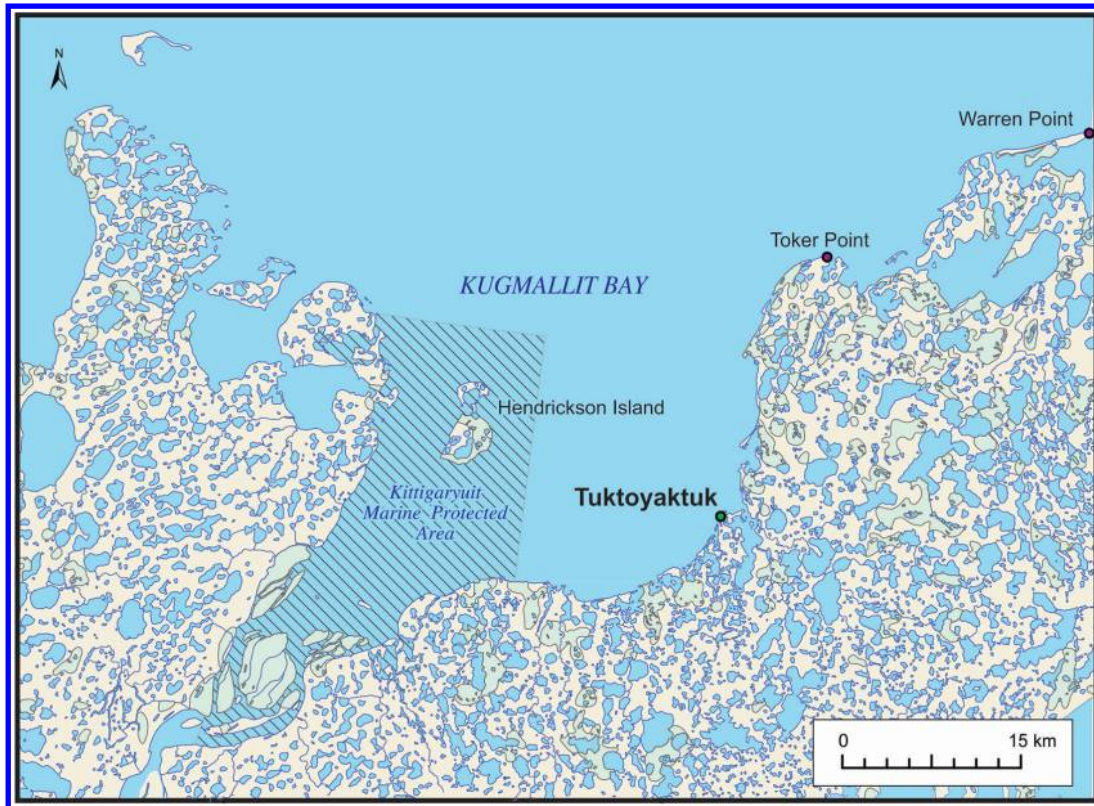 N
Warren Point
Toker Point
KUGMALLIT BAY
Hendrickson Island
Kittigaryuit
Marine Protected
Area
Tuktoyaktuk
0 15 km